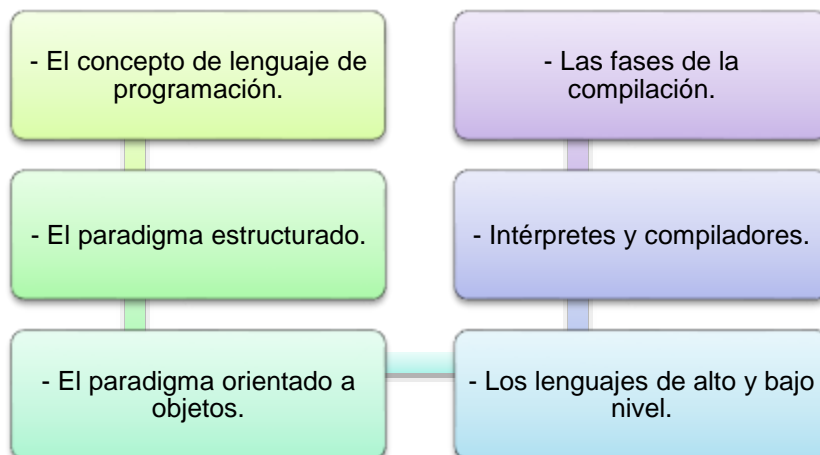 - El concepto de lenguaje de
programación.
- El paradigma estructurado.
- El paradigma orientado a
objetos.
- Los lenguajes de alto y bajo
nivel.
- Intérpretes y compiladores.
- Las fases de la
compilación.